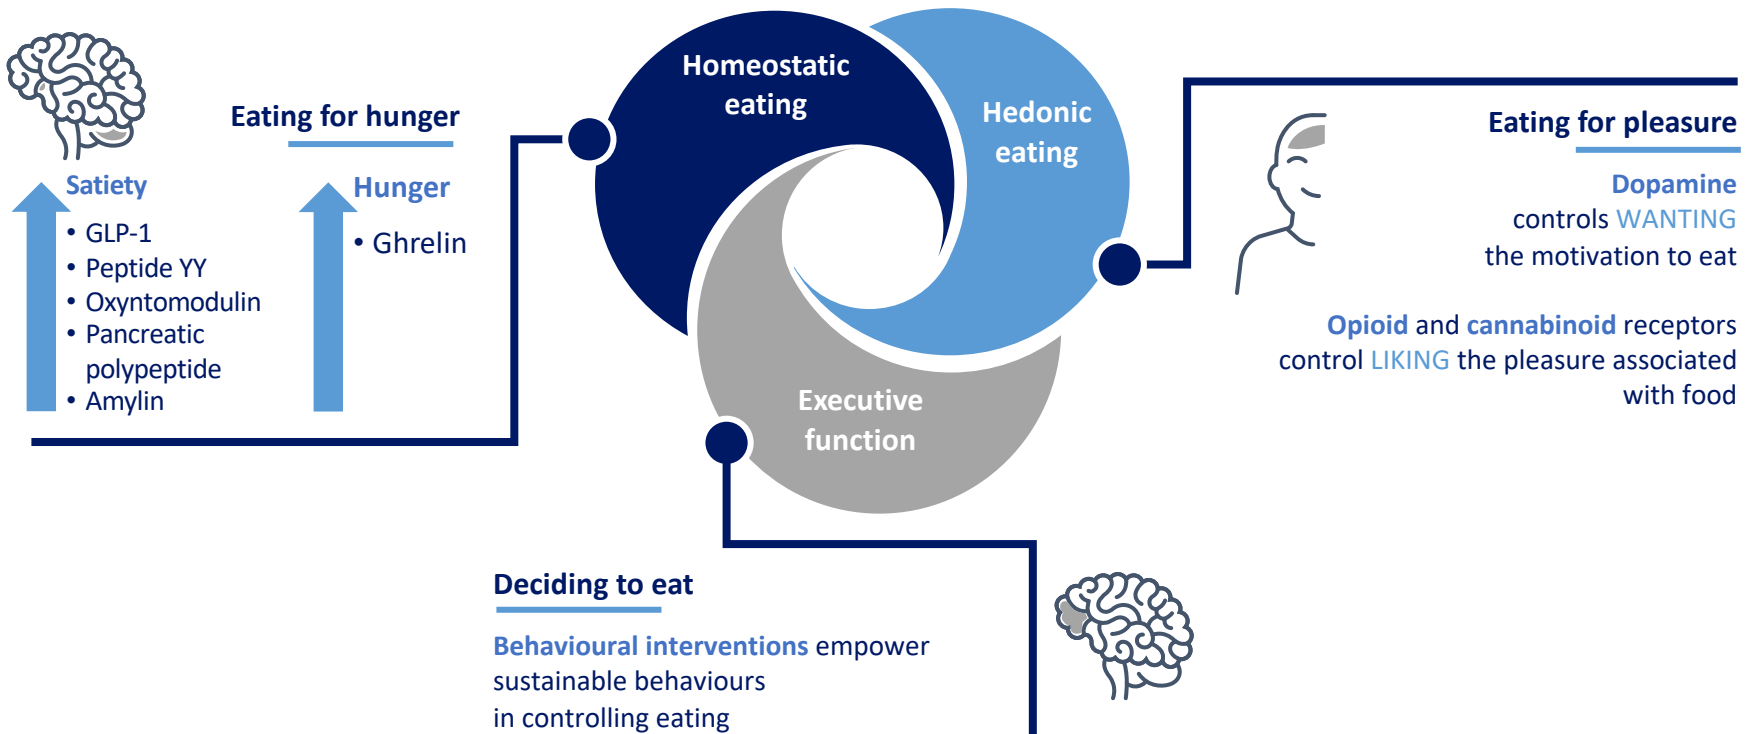 Homeostatic
eating
Hedonic
eating
Executive
function
Eating for hunger
Satiety
• GLP-1
• Peptide YY
• Oxyntomodulin
• Pancreatic
polypeptide
• Amylin
Hunger
• Ghrelin
Eating for pleasure
Dopamine
controls WANTING
the motivation to eat
Opioid and cannabinoid receptors
control LIKING the pleasure associated
with food
Deciding to eat
Behavioural interventions empower
sustainable behaviours
in controlling eating